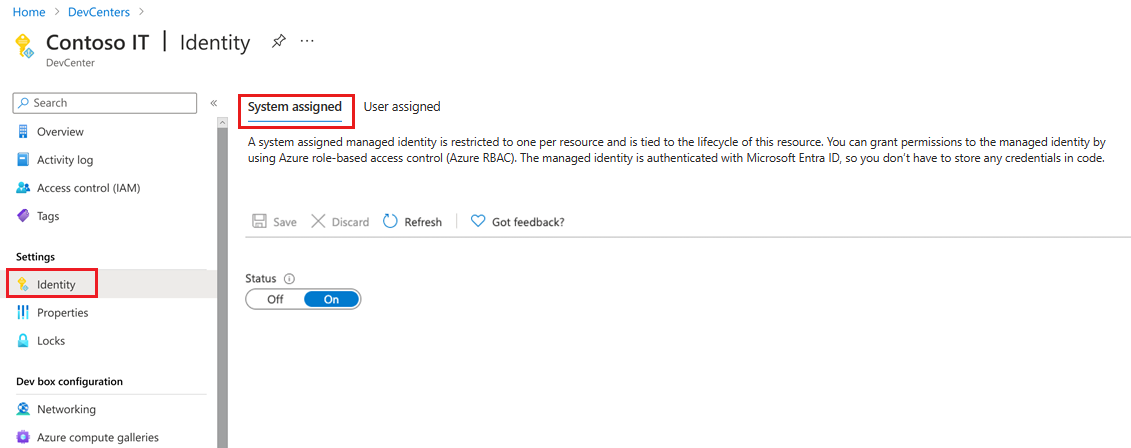 Home > DevCenters >
Contoso IT | Identity ...
DevCenter
Search «
Overview
Activity log
Access control (IAM)
Tags
Settings
Identity
Properties
Locks
Dev box configuration
Networking
Azure compute galleries
System assigned User assigned
A system assigned managed identity is restricted to one per resource and is tied to the lifecycle of this resource. You can grant permissions to the managed identity by
using Azure role-based access control (Azure RBAC). The managed identity is authenticated with Microsoft Entra ID, so you don’t have to store any credentials in code.
Save Discard Refresh Got feedback?
Status
Off On